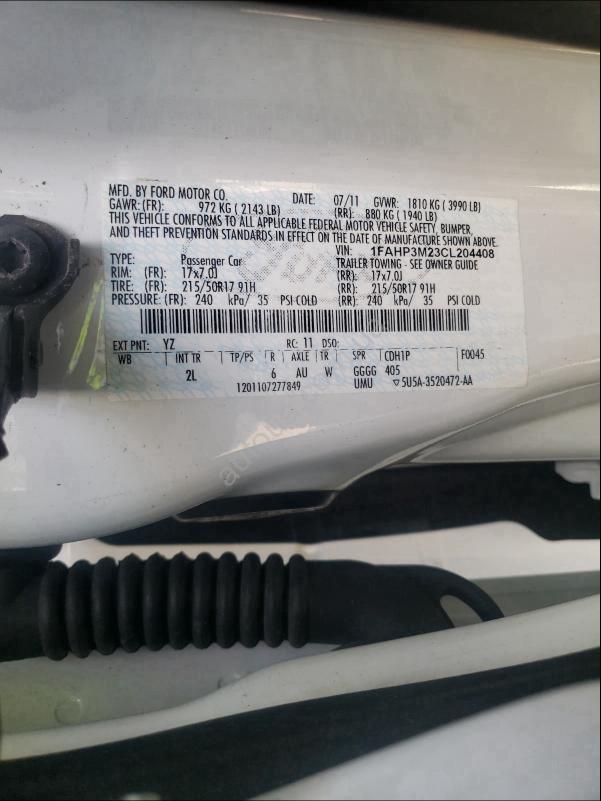 MFD. BY FORD MOTOR CO. DATE: 07/11 GVWR: 1810 KG ( 3990 LB)
GAWR: (FR): 972 KG ( 2143 LB) (RR): 880 KG ( 1940 LB)
THIS VEHICLE CONFORMS TO ALL APPLICABLE FEDERAL MOTOR VEHICLE SAFETY, BUMPER,
AND THEFT PREVENTION STANDARDS IN EFFECT ON THE DATE OF MANUFACTURE SHOWN ABOVE.
VIN: 1FAHP3M23CL204408
TYPE: Passenger Car TRAILER TOWING - SEE OWNER GUIDE
RIM: (FR): 17x7.0J (RR): 17x7.0J
TIRE: (FR): 215/50R17 91H (RR): 215/50R17 91H
PRESSURE: (FR): 240 kPa/ 35 PSI COLD (RR): 240 kPa/ 35 PSI COLD
EXT PNT: YZ RC: 11 DSO:
WB INT TR TP/PS R AXLE TR SPR CDH1P F0045
2L 6 AU W GGGG 405
1201107277849 UMU 5U5A-3520472-AA